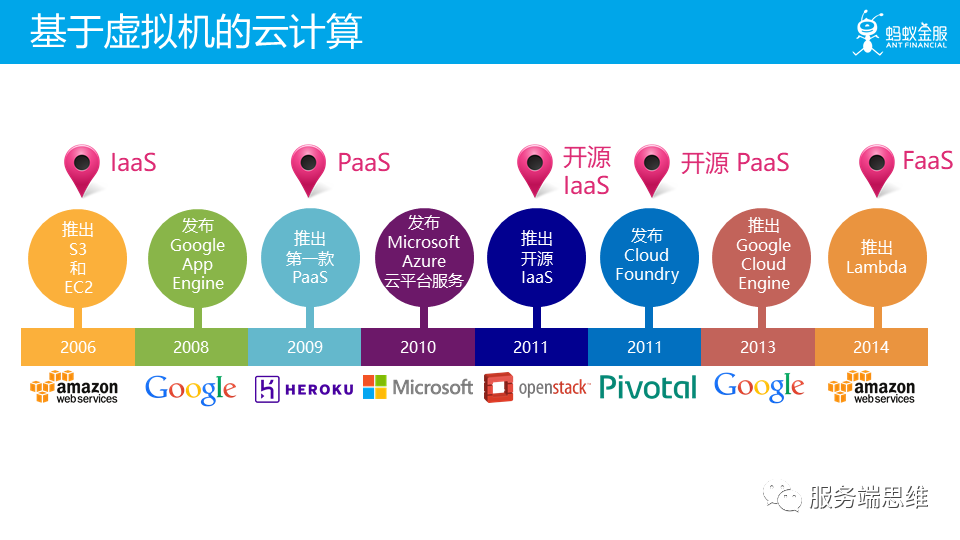 基于虚拟机的云计算
蚂蚁金服
ANT FINANCIAL
IaaS
PaaS
开源
IaaS
开源 PaaS
FaaS
推出
S3
和
EC2
发布
Google
App
Engine
推出
第一款
PaaS
发布
Microsoft
Azure
云平台服务
推出
开源
IaaS
发布
Cloud
Foundry
推出
Google
Cloud
Engine
推出
Lambda
2006
2008
2009
2010
2011
2011
2013
2014
amazon
web services
Google
HEROKU
Microsoft
openstack™
Pivotal
Google
amazon
web services
服务端思维